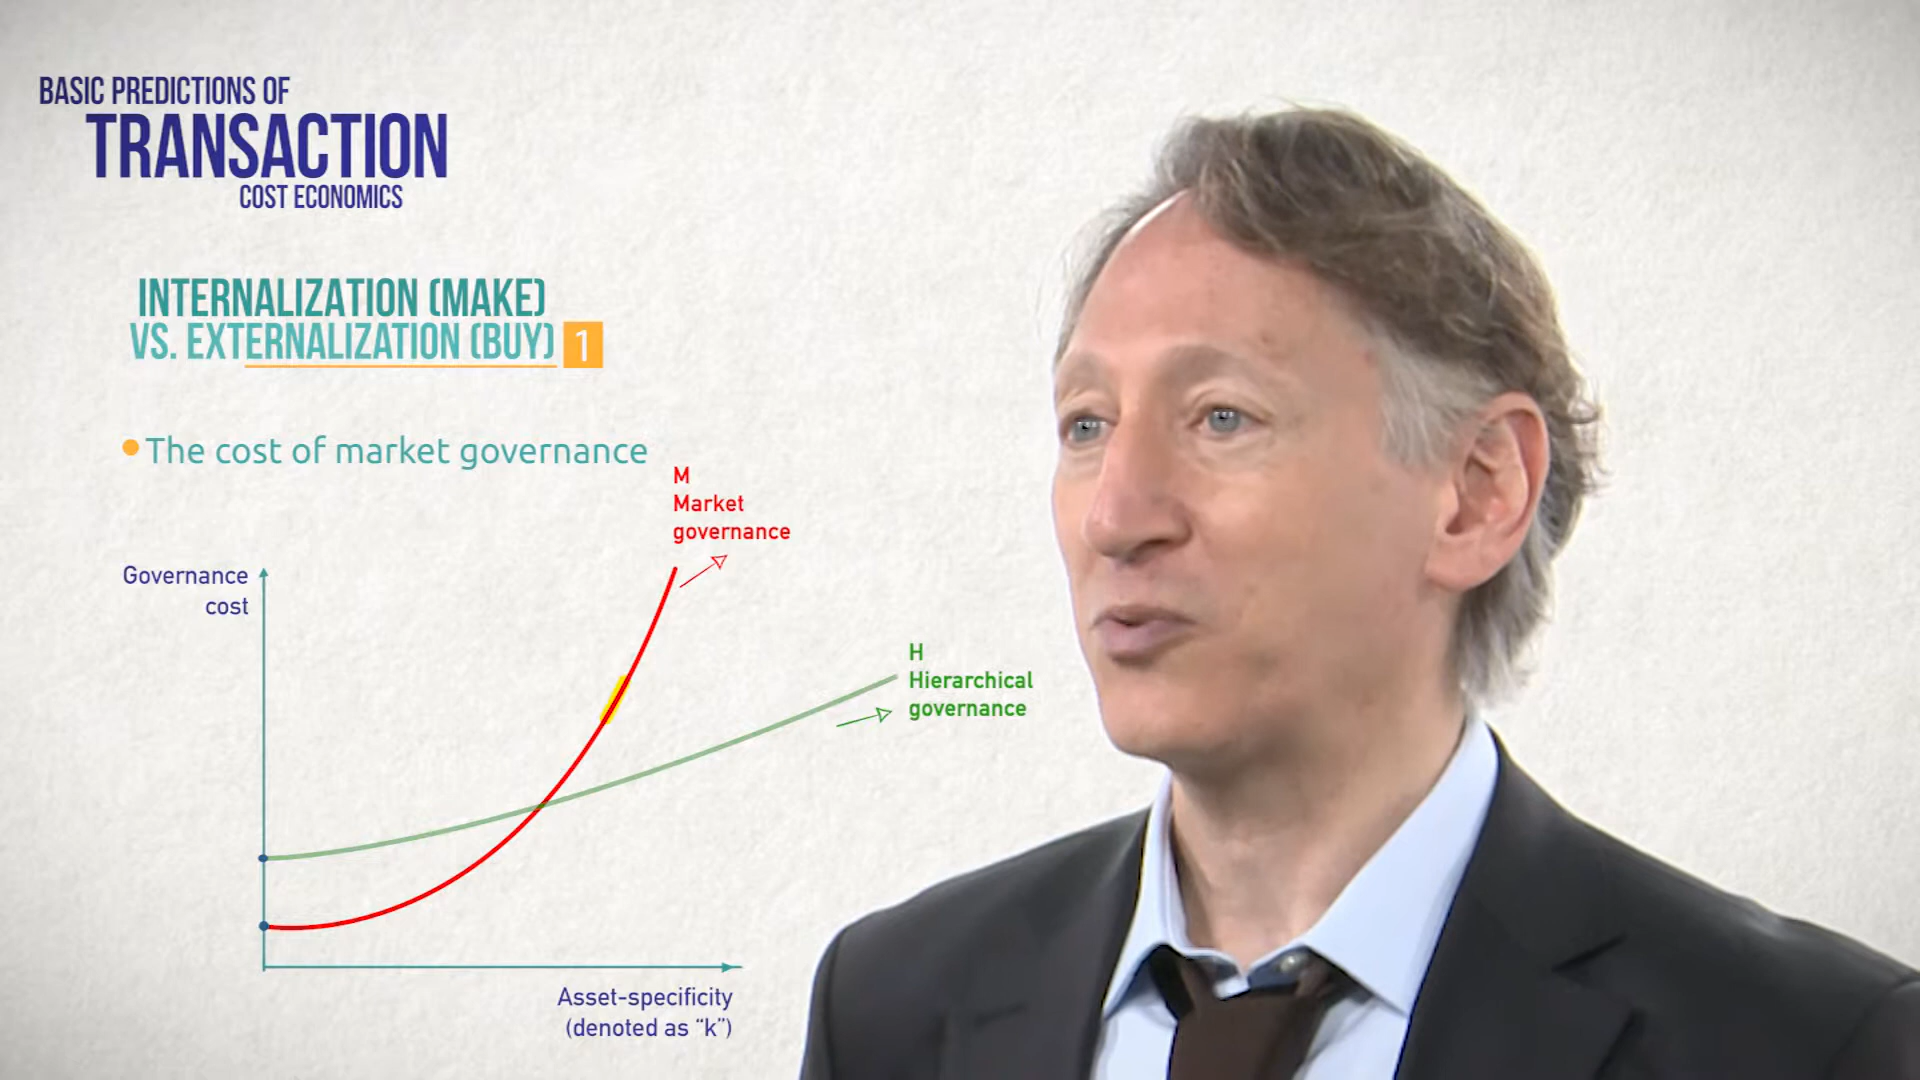 BASIC PREDICTIONS OF
TRANSACTION
COST ECONOMICS
INTERNALIZATION (MAKE)
VS. EXTERNALIZATION (BUY) 1
The cost of market governance
M
Market
governance
Governance
cost
H
Hierarchical
governance
Asset-specificity
(denoted as “k”)